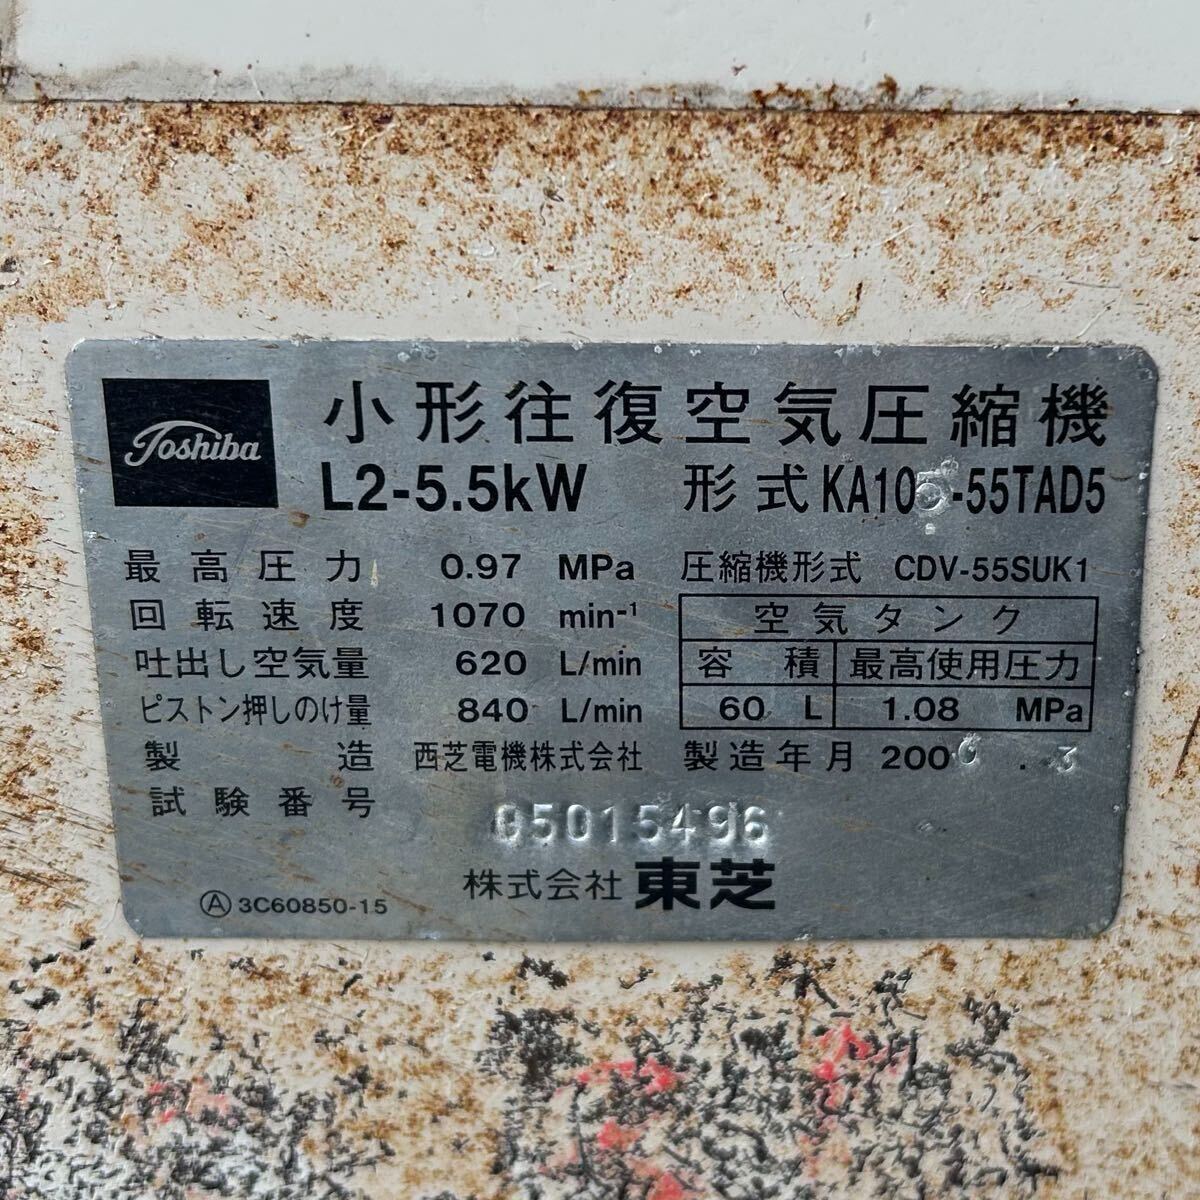 Toshiba
小形往復空気圧縮機
L2-5.5kW 形式 KA105-55TAD5
最高圧力 0.97 MPa 圧縮機形式 CDV-55SUK1
回転速度 1070 min-1 空気タンク
吐出し空気量 620 L/min 容積 最高使用圧力
ピストン押しのけ量 840 L/min 60 L 1.08 MPa
製造 西芝電機株式会社 製造年月 200 . 3
試験番号 05015496
株式会社 東芝
Ⓐ 3C60850-15